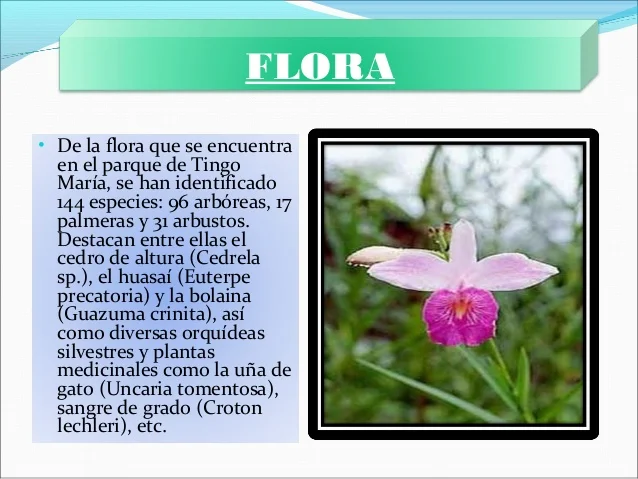 FLORA
• De la flora que se encuentra
en el parque de Tingo
María, se han identificado
144 especies: 96 arbóreas, 17
palmeras y 31 arbustos.
Destacan entre ellas el
cedro de altura (Cedrela
sp.), el huasaí (Euterpe
precatoria) y la bolaina
(Guazuma crinita), así
como diversas orquídeas
silvestres y plantas
medicinales como la uña de
gato (Uncaria tomentosa),
sangre de grado (Croton
lechleri), etc.